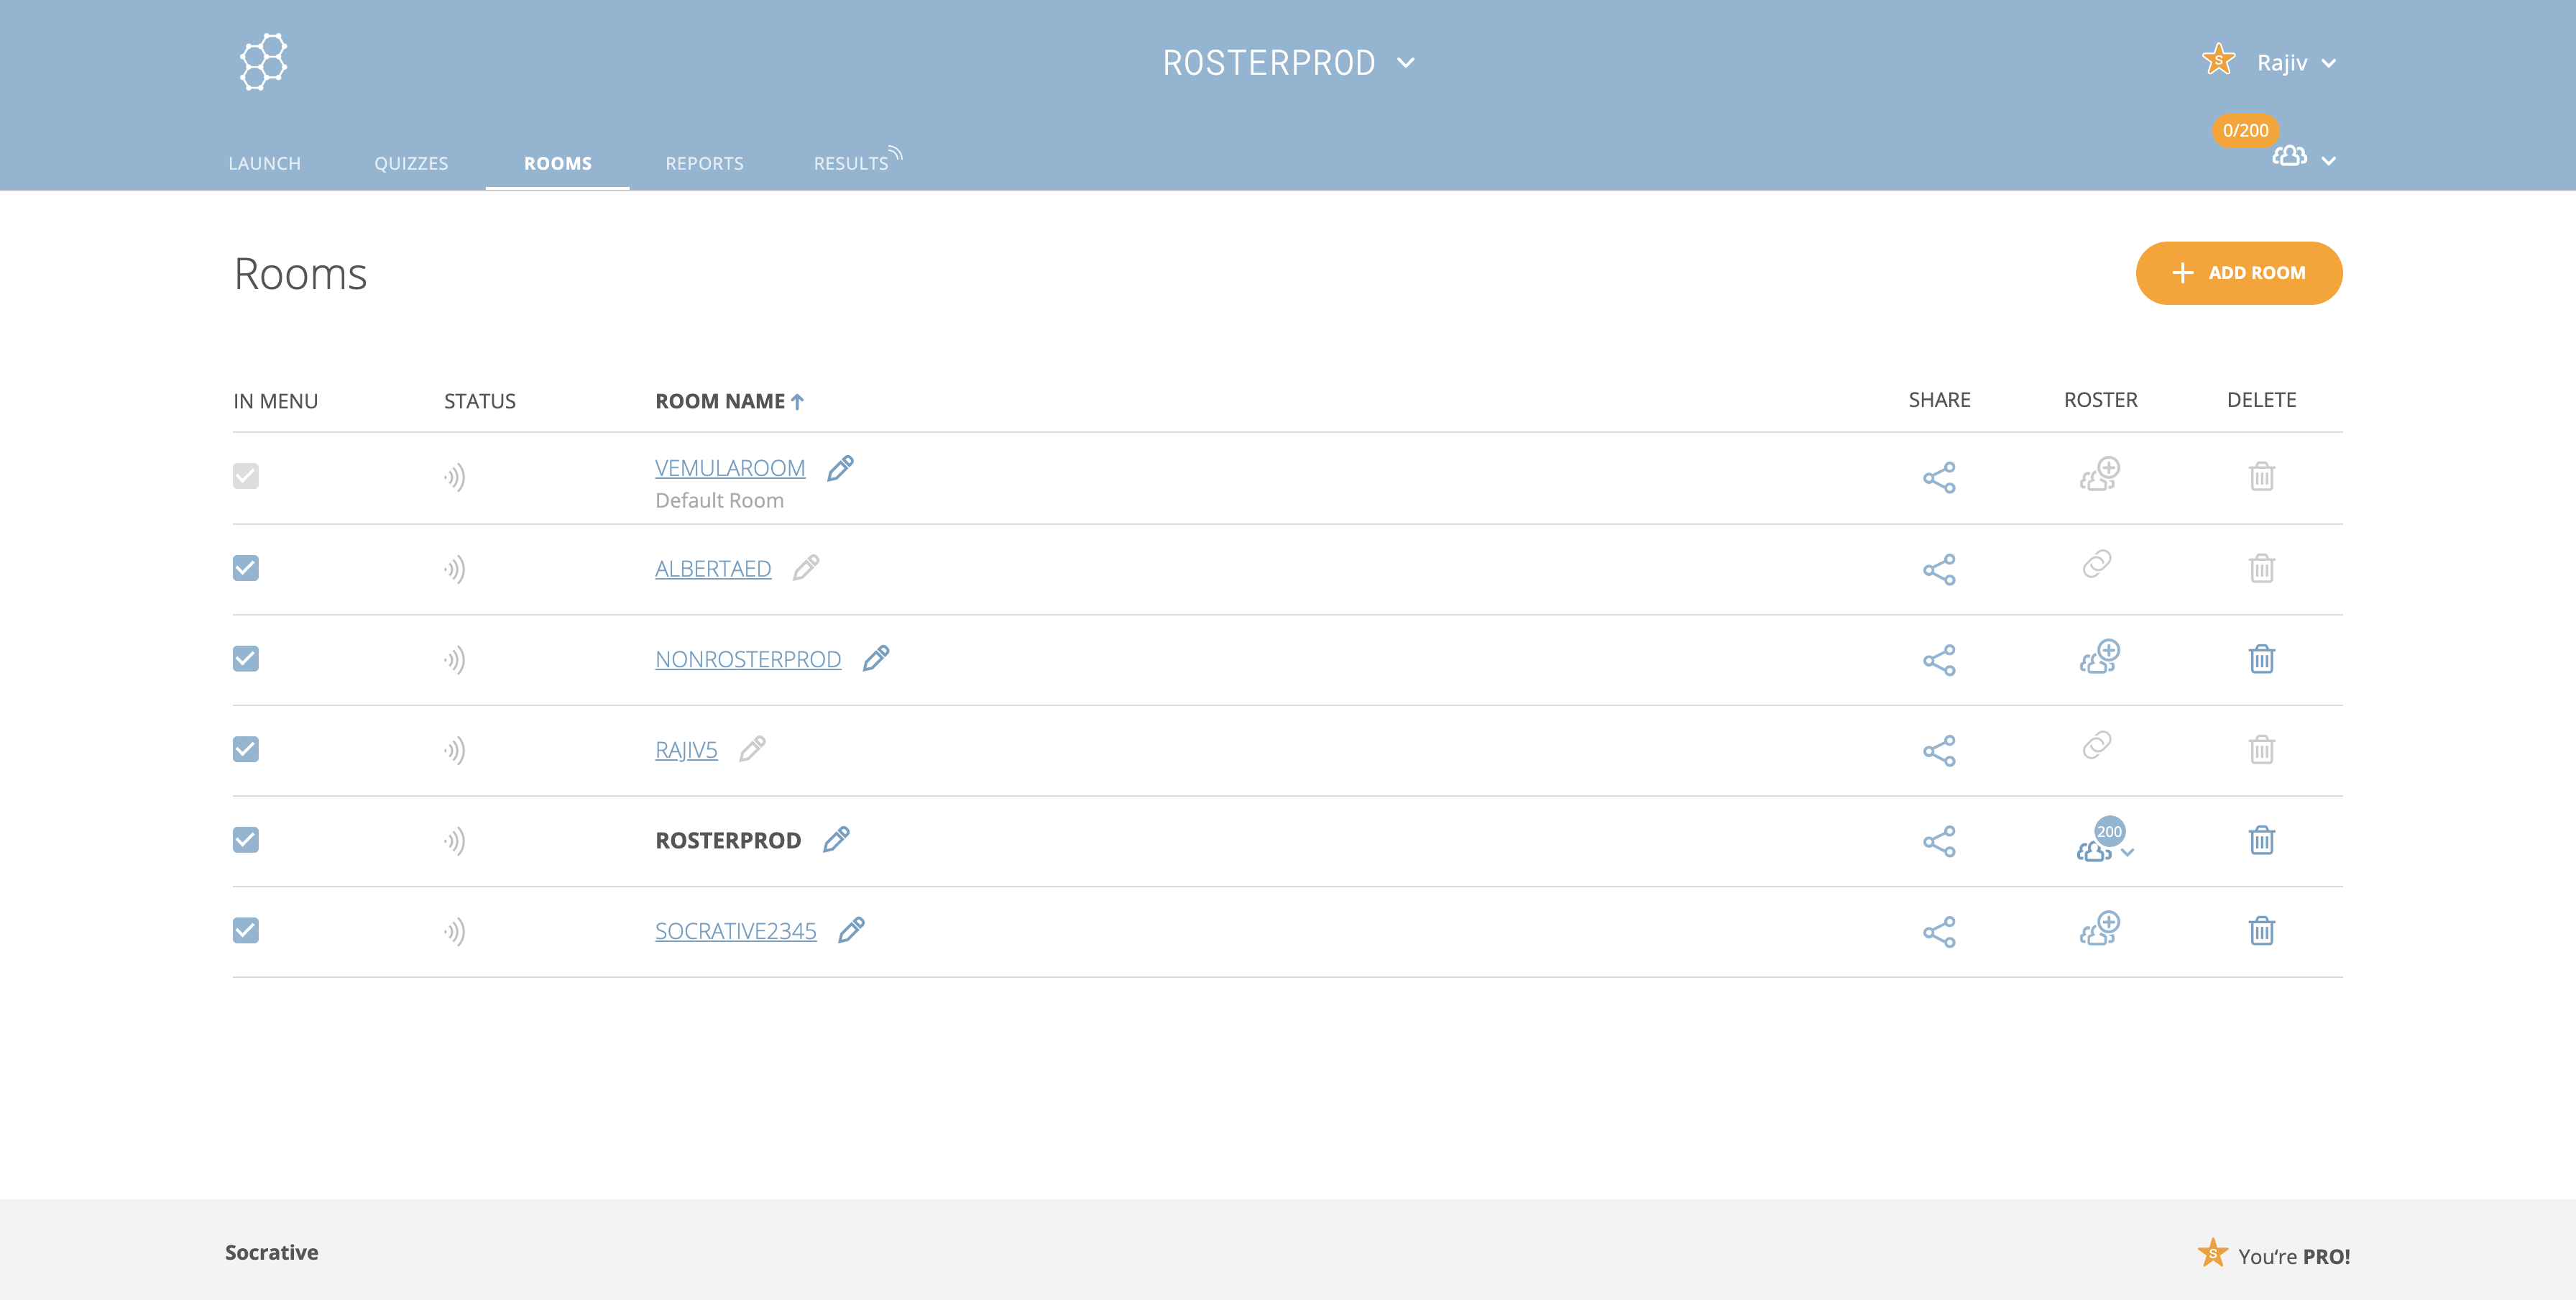 ROSTERPROD
Rajiv
0/200
LAUNCH QUIZZES ROOMS REPORTS RESULTS
Rooms
ADD ROOM
IN MENU STATUS ROOM NAME SHARE ROSTER DELETE
VEMULAROOM
Default Room
ALBERTAED
NONROSTERPROD
RAJIV5
ROSTERPROD 200
SOCRATIVE2345
Socrative
S You're PRO!